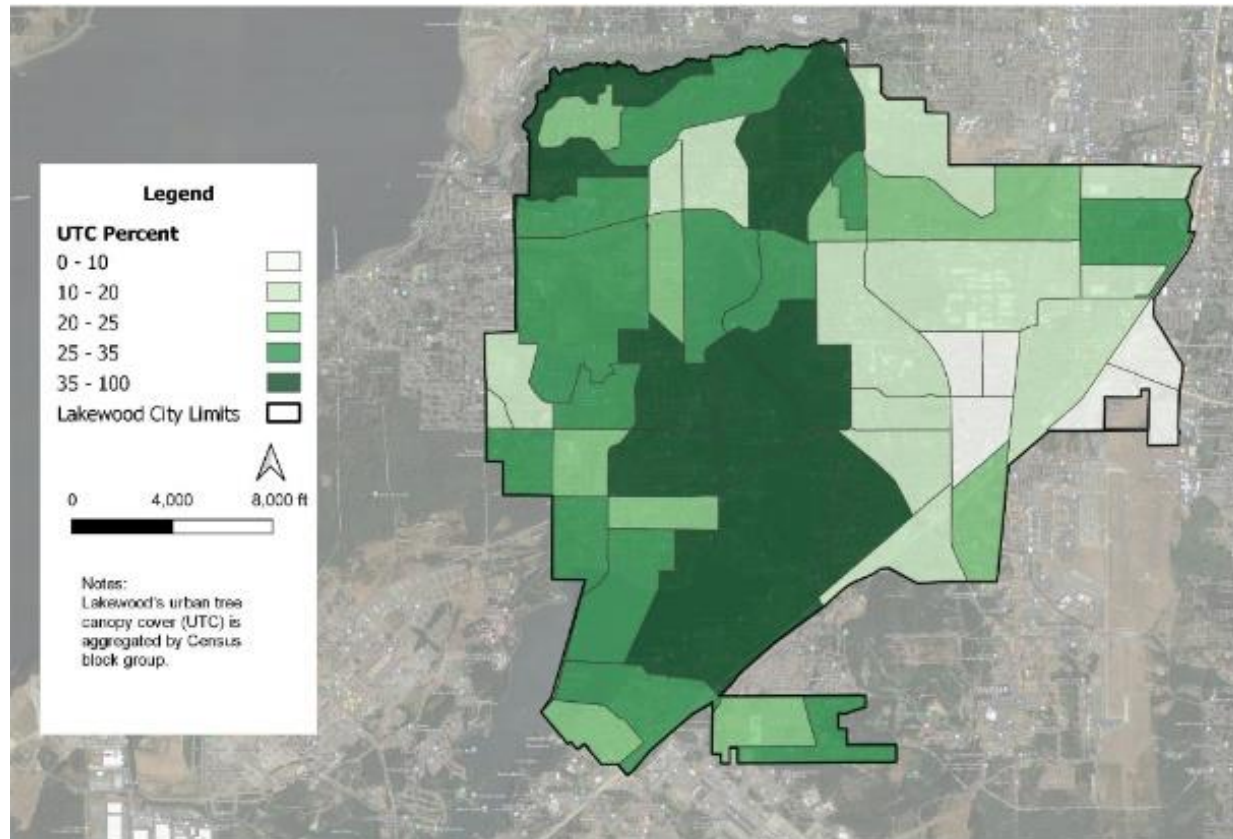 Legend
UTC Percent
0 - 10
10 - 20
20 - 25
25 - 35
35 - 100
Lakewood City Limits
0 4,000 8,000 ft
Notes:
Lakewood's urban tree
canopy cover (UTC) is
aggregated by Census
block group.